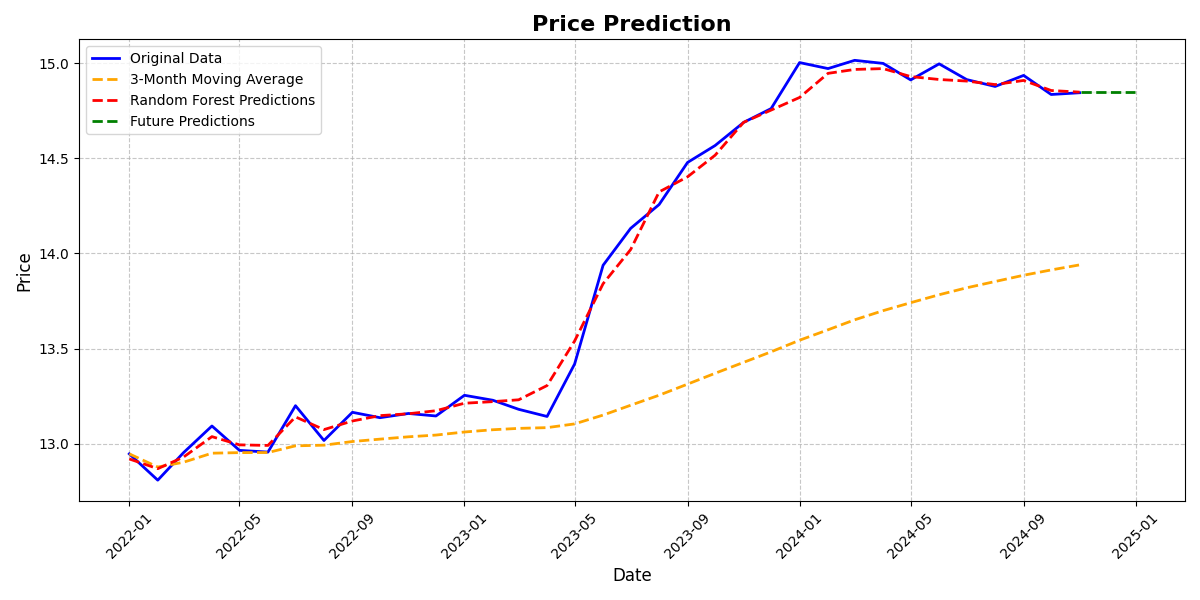 Price Prediction
Original Data
3-Month Moving Average
Random Forest Predictions
Future Predictions
Price
15.0
14.5
14.0
13.5
13.0
2022-01
2022-05
2022-09
2023-01
2023-05
2023-09
2024-01
2024-05
2024-09
2025-01
Date